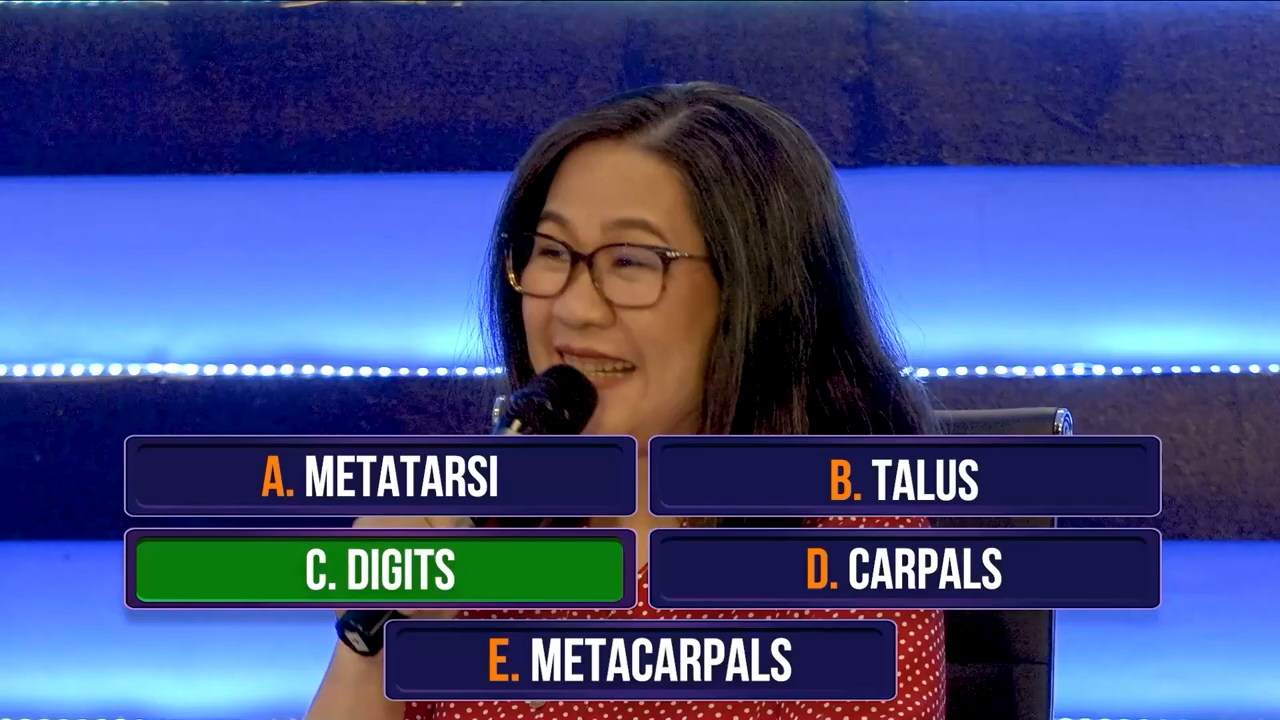 A. METATARSI
B. TALUS
C. DIGITS
D. CARPALS
E. METACARPALS